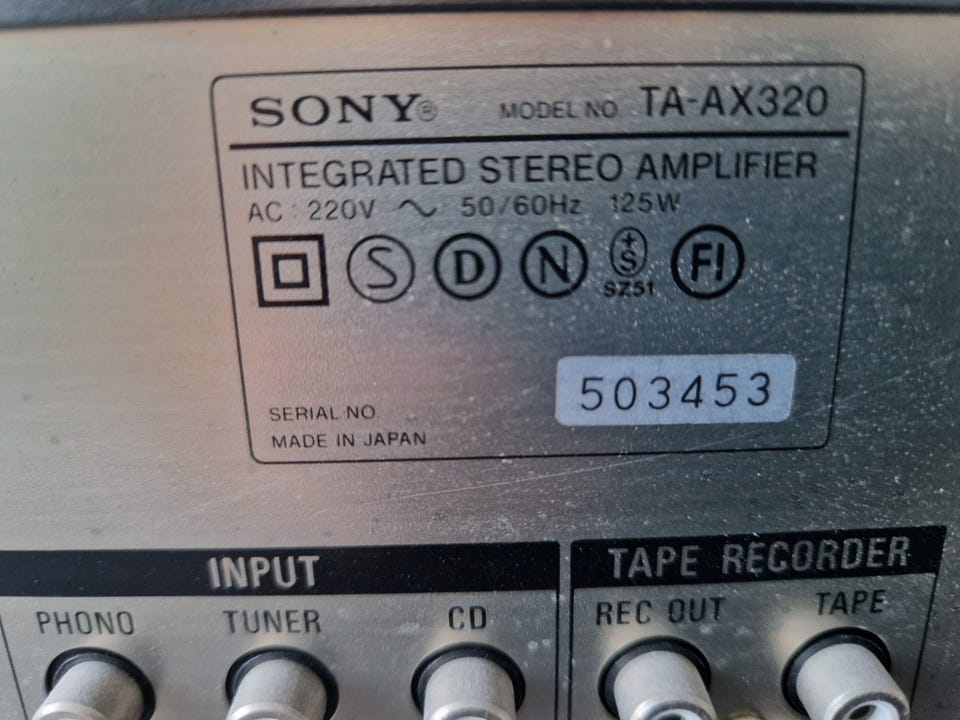 SONY® MODEL NO. TA-AX320
INTEGRATED STEREO AMPLIFIER
AC : 220V ~ 50/60Hz 125W
S D N +S FI
SZ51
503453
SERIAL NO.
MADE IN JAPAN
INPUT
TAPE RECORDER
PHONO TUNER CD REC OUT TAPE